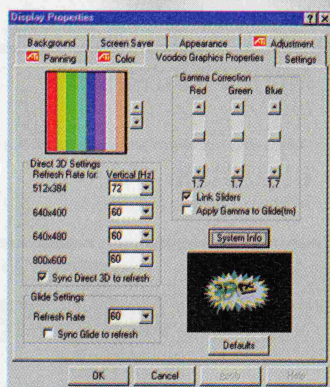 Display Properties
Background Screen Saver Appearance ATI Adjustment
ATI Panning ATI Color Voodoo Graphics Properties Settings
Gamma Correction
Red Green Blue
1.7 1.7 1.7
Link Sliders
Apply Gamma to Glide(tm)
Direct 3D Settings
Refresh Rate for: Vertical (Hz)
512x384 72
640x400 60
640x480 60
800x600 60
Sync Direct 3D to refresh
Glide Settings
Refresh Rate 60
Sync Glide to refresh
System Info
Defaults
OK Cancel Apply Help